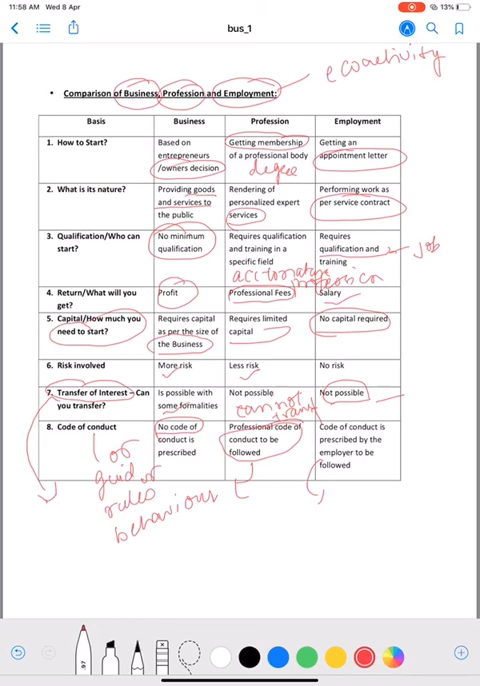 11:58 AM Wed 8 Apr
13%
bus_1
ecoactivity
• Comparison of Business, Profession and Employment:
Basis Business Profession Employment
1. How to Start? Based on entrepreneurs /owners decision Getting membership of a professional body Getting an appointment letter
degree
2. What is its nature? Providing goods and services to the public Rendering of personalized expert services Performing work as per service contract
3. Qualification/Who can start? No minimum qualification Requires qualification and training in a specific field Requires qualification and training
job
4. Return/What will you get? Profit Professional Fees Salary
5. Capital/How much you need to start? Requires capital as per the size of the Business Requires limited capital No capital required
6. Risk involved More risk Less risk No risk
7. Transfer of Interest – Can you transfer? Is possible with some formalities Not possible Not possible
cannot
8. Code of conduct No code of conduct is prescribed Professional code of conduct to be followed Code of conduct is prescribed by the employer to be followed
rules
behaviour
.97